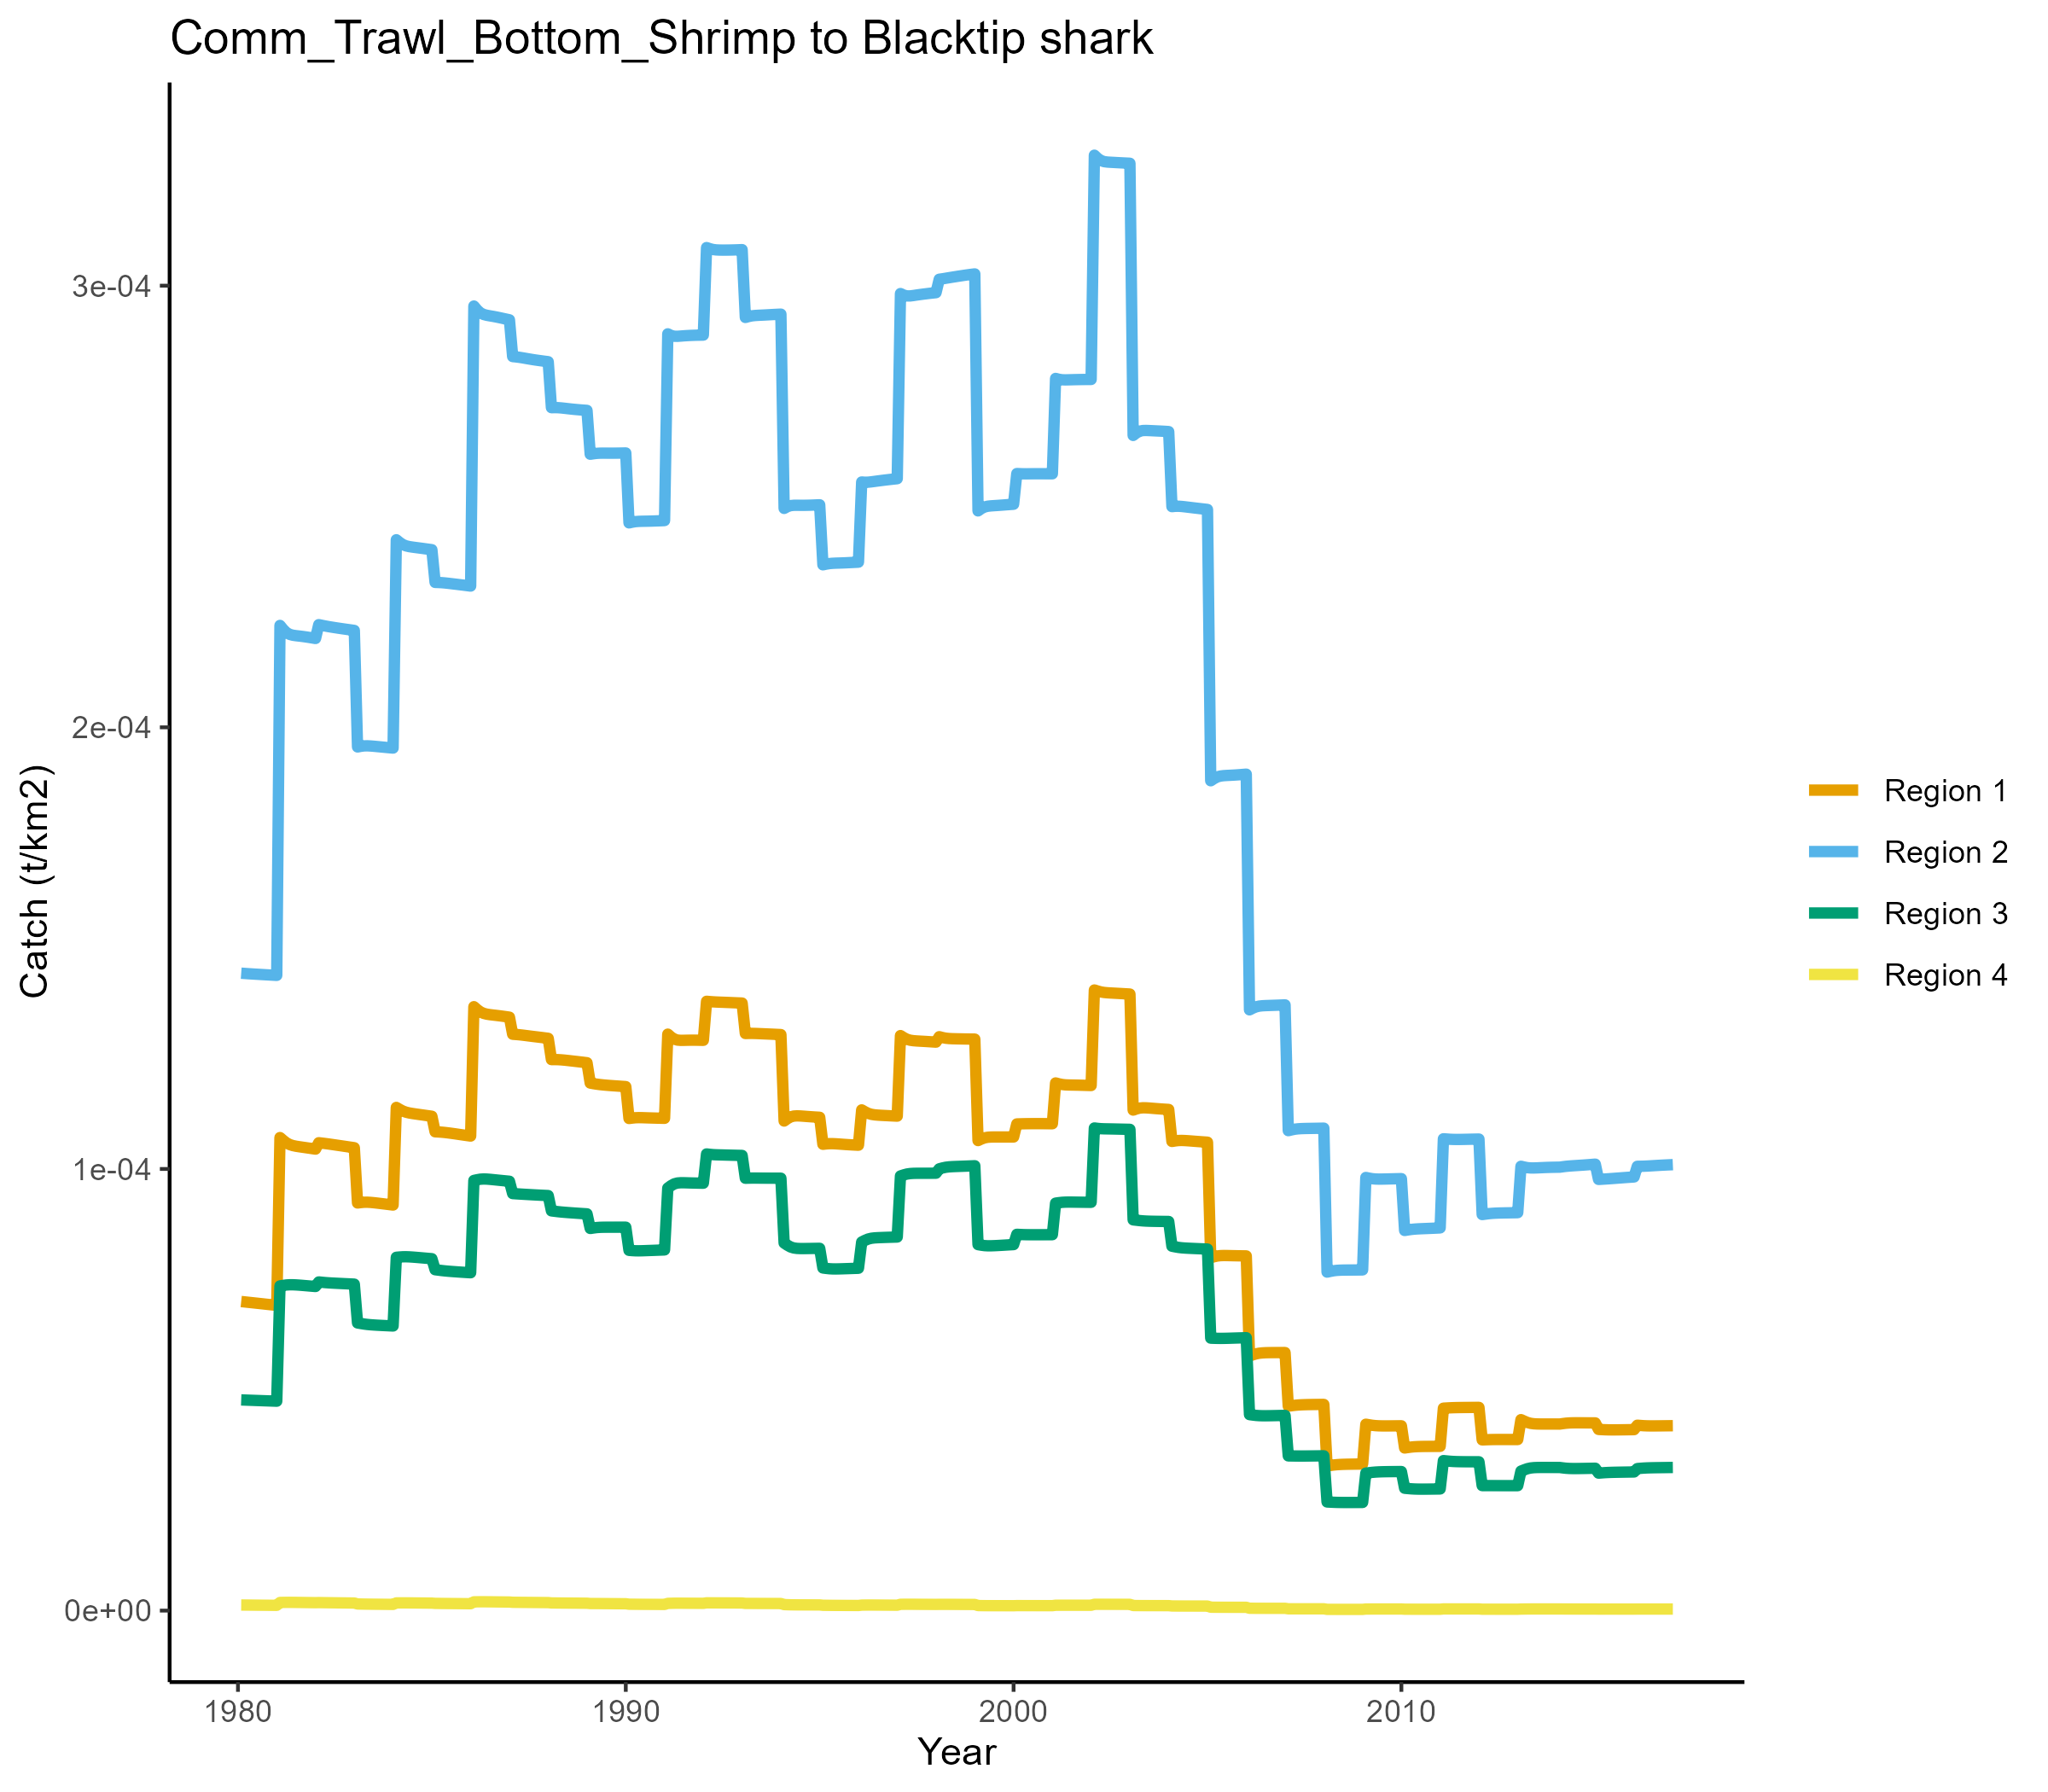 Comm_Trawl_Bottom_Shrimp to Blacktip shark
Catch (t/km2)
3e-04
2e-04
1e-04
0e+00
1980
1990
2000
2010
Year
Region 1
Region 2
Region 3
Region 4